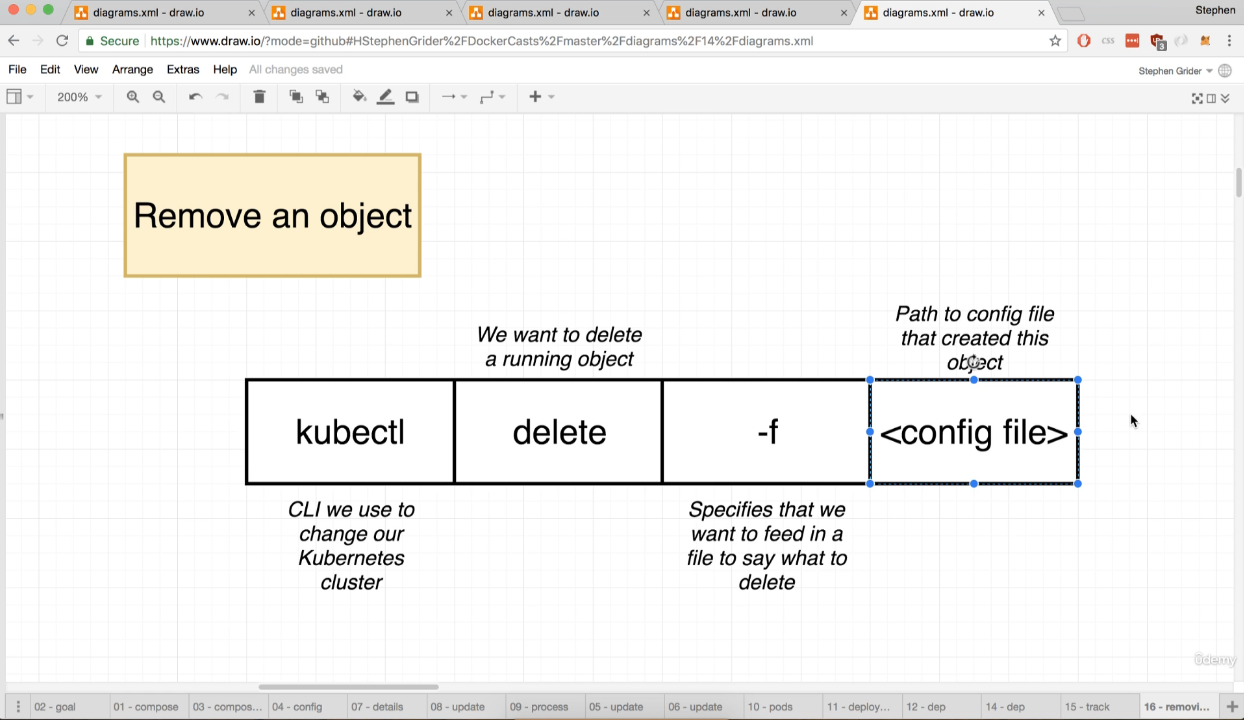 diagrams.xml - draw.io
diagrams.xml - draw.io
diagrams.xml - draw.io
diagrams.xml - draw.io
diagrams.xml - draw.io
Stephen
Secure
https://www.draw.io/?mode=github#HStephenGrider%2FDockerCasts%2Fmaster%2Fdiagrams%2F14%2Fdiagrams.xml
CSS
3
File Edit View Arrange Extras Help All changes saved
Stephen Grider
200%
Remove an object
We want to delete
a running object
Path to config file
that created this
object
kubectl
delete
-f
<config file>
CLI we use to
change our
Kubernetes
cluster
Specifies that we
want to feed in a
file to say what to
delete
ûdemy
02 - goal
01 - compose
03 - compos...
04 - config
07 - details
08 - update
09 - process
05 - update
06 - update
10 - pods
11 - deploy...
12 - dep
14 - dep
15 - track
16 - removi...